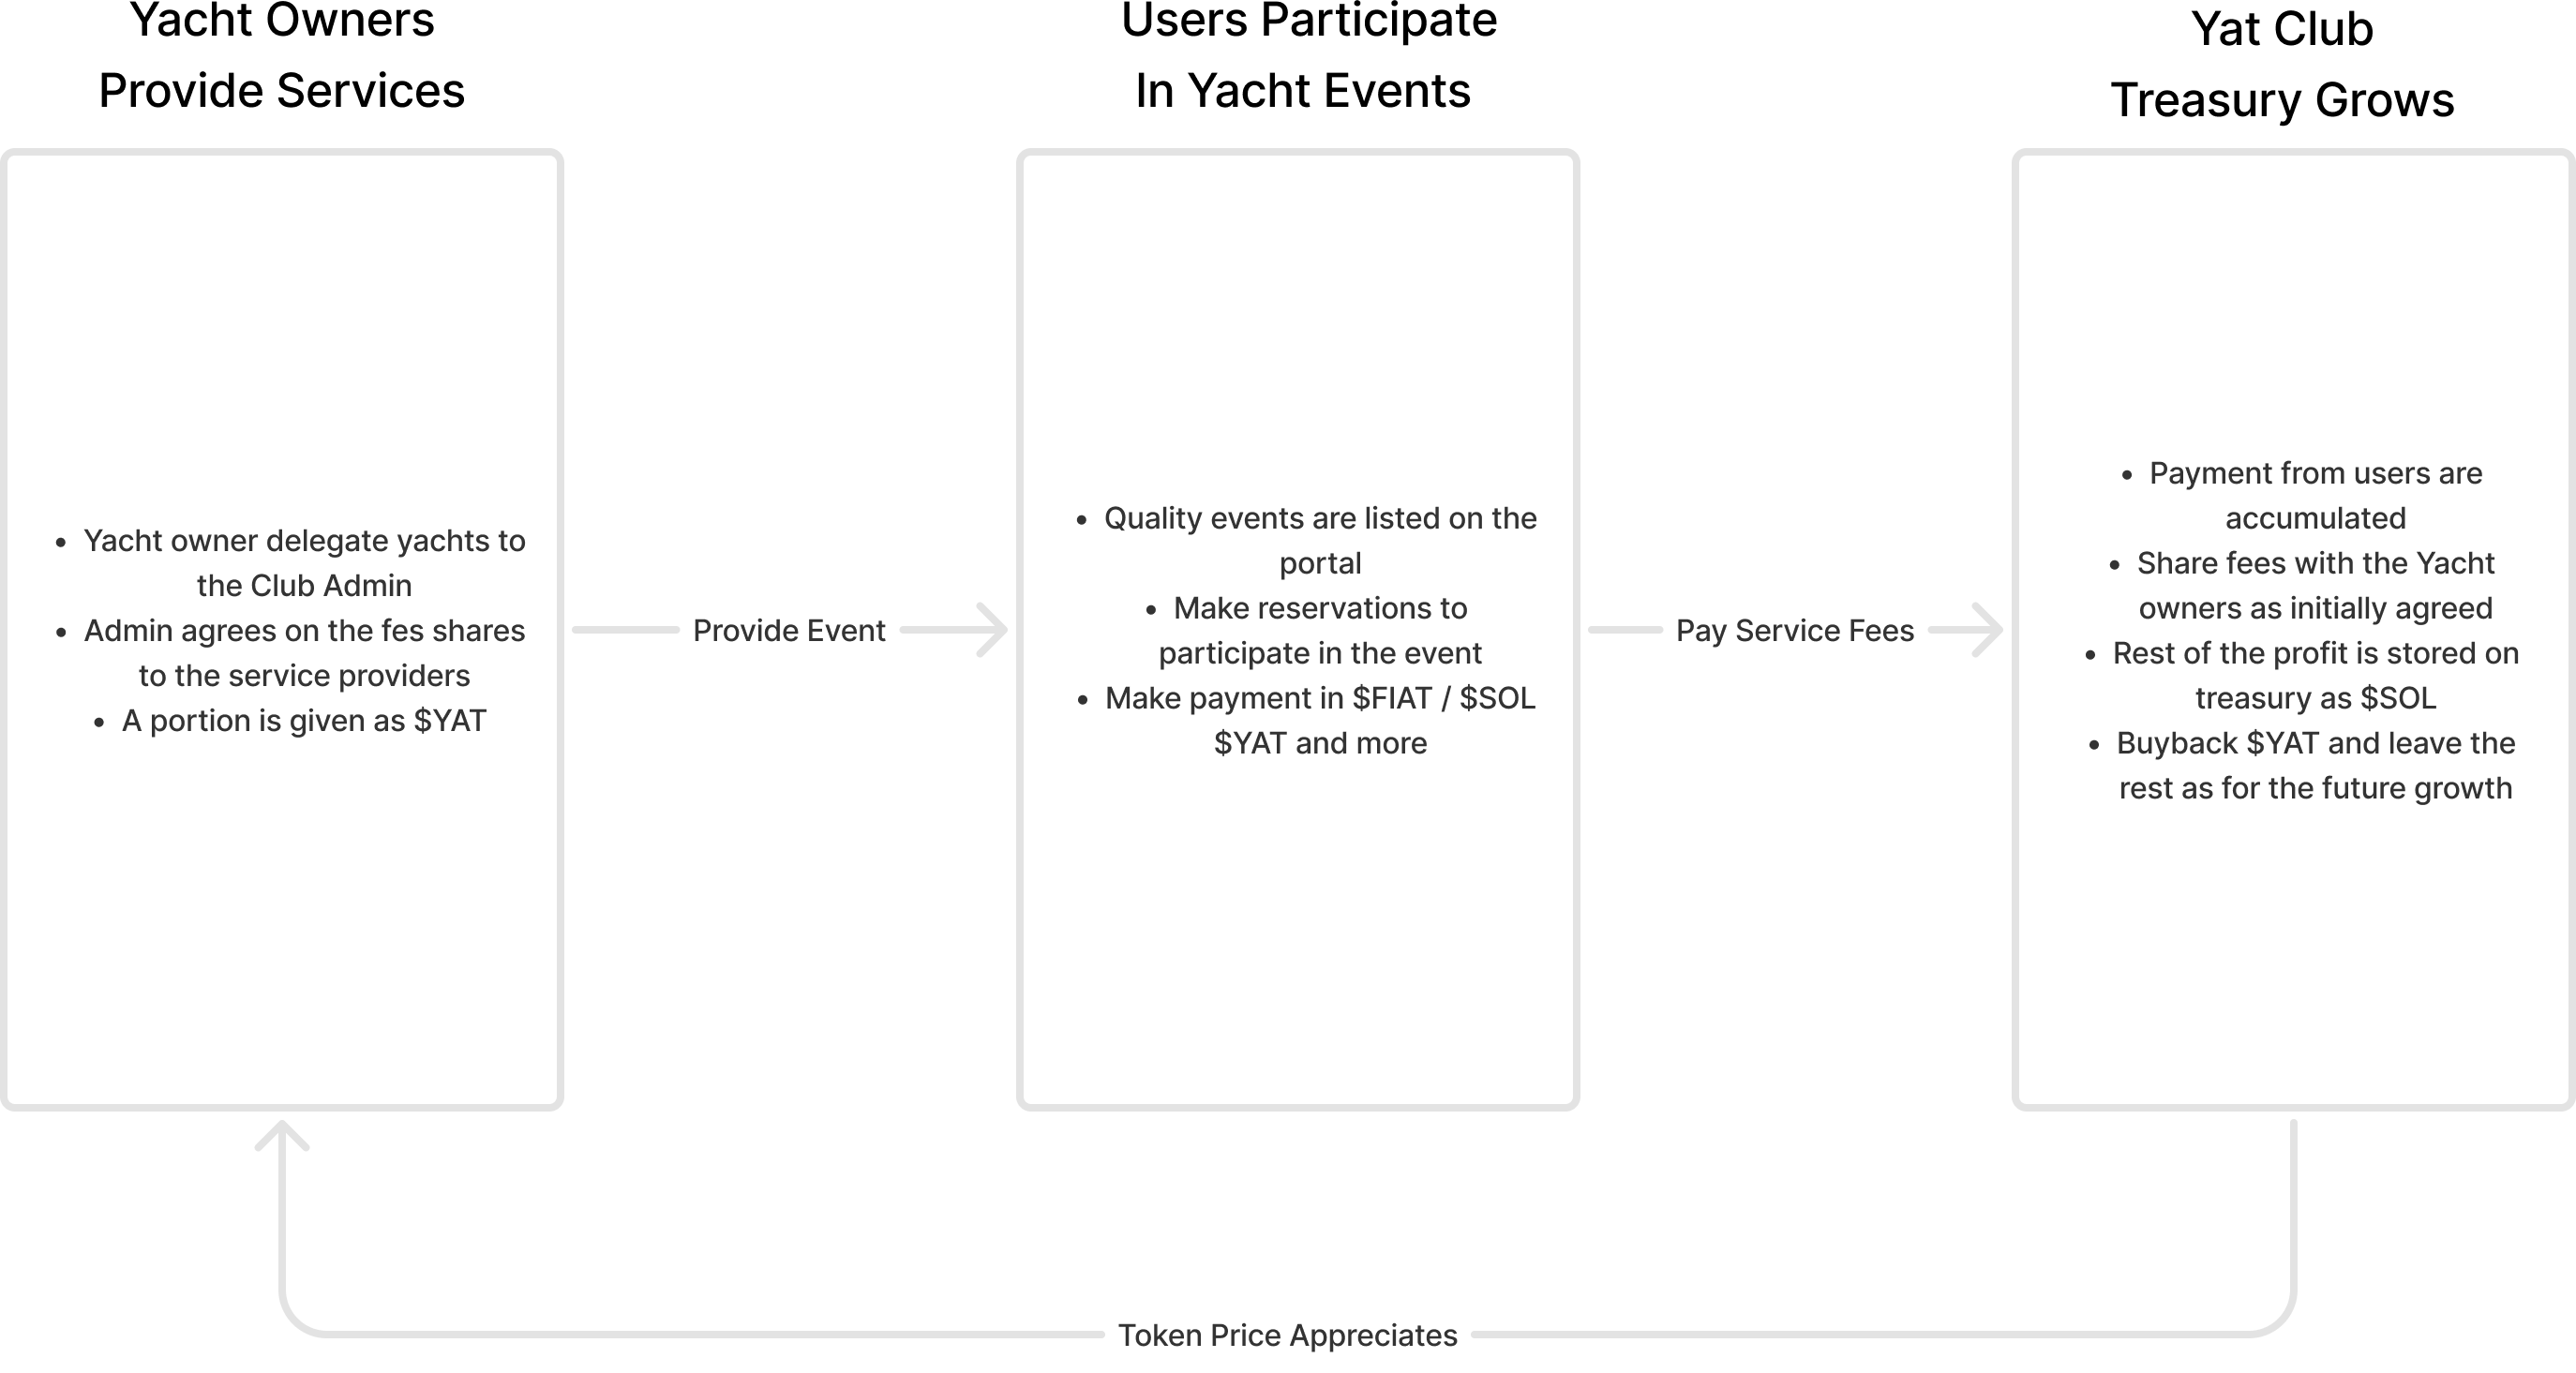 Yacht Owners
Provide Services
• Yacht owner delegate yachts to
the Club Admin
• Admin agrees on the fes shares
to the service providers
• A portion is given as $YAT
Provide Event
Users Participate
In Yacht Events
• Quality events are listed on the
portal
• Make reservations to
participate in the event
• Make payment in $FIAT / $SOL
$YAT and more
Pay Service Fees
Yat Club
Treasury Grows
• Payment from users are
accumulated
• Share fees with the Yacht
owners as initially agreed
• Rest of the profit is stored on
treasury as $SOL
• Buyback $YAT and leave the
rest as for the future growth
Token Price Appreciates